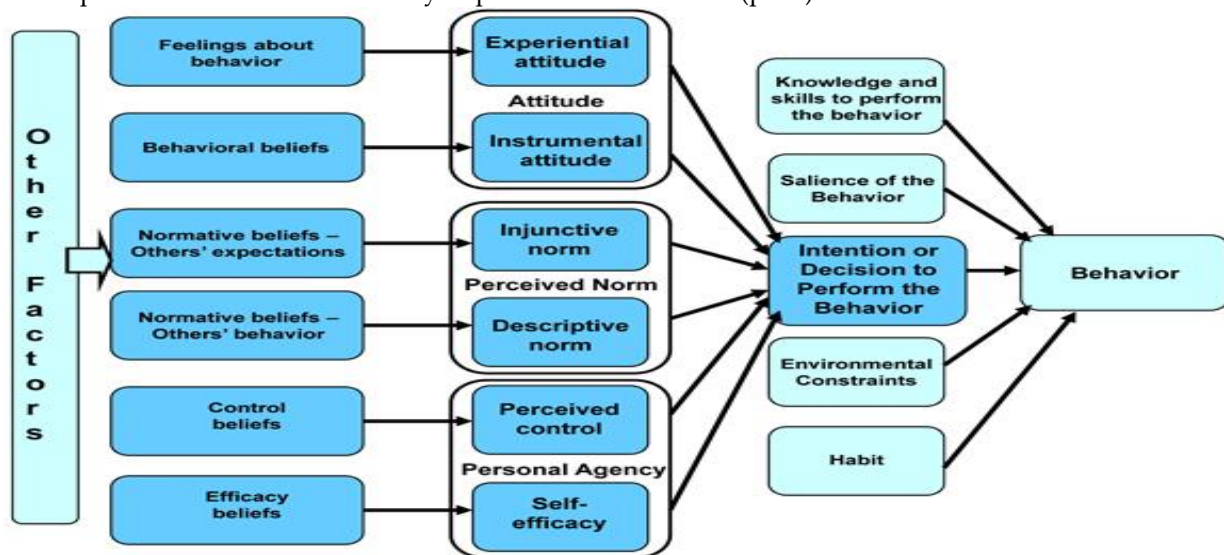 Other Factors
Feelings about
behavior
Behavioral beliefs
Normative beliefs –
Others' expectations
Normative beliefs –
Others' behavior
Control
beliefs
Efficacy
beliefs
Experiential
attitude
Attitude
Instrumental
attitude
Injunctive
norm
Perceived Norm
Descriptive
norm
Perceived
control
Personal Agency
Self-
efficacy
Knowledge and
skills to perform
the behavior
Salience of the
Behavior
Intention or
Decision to
Perform the
Behavior
Environmental
Constraints
Habit
Behavior